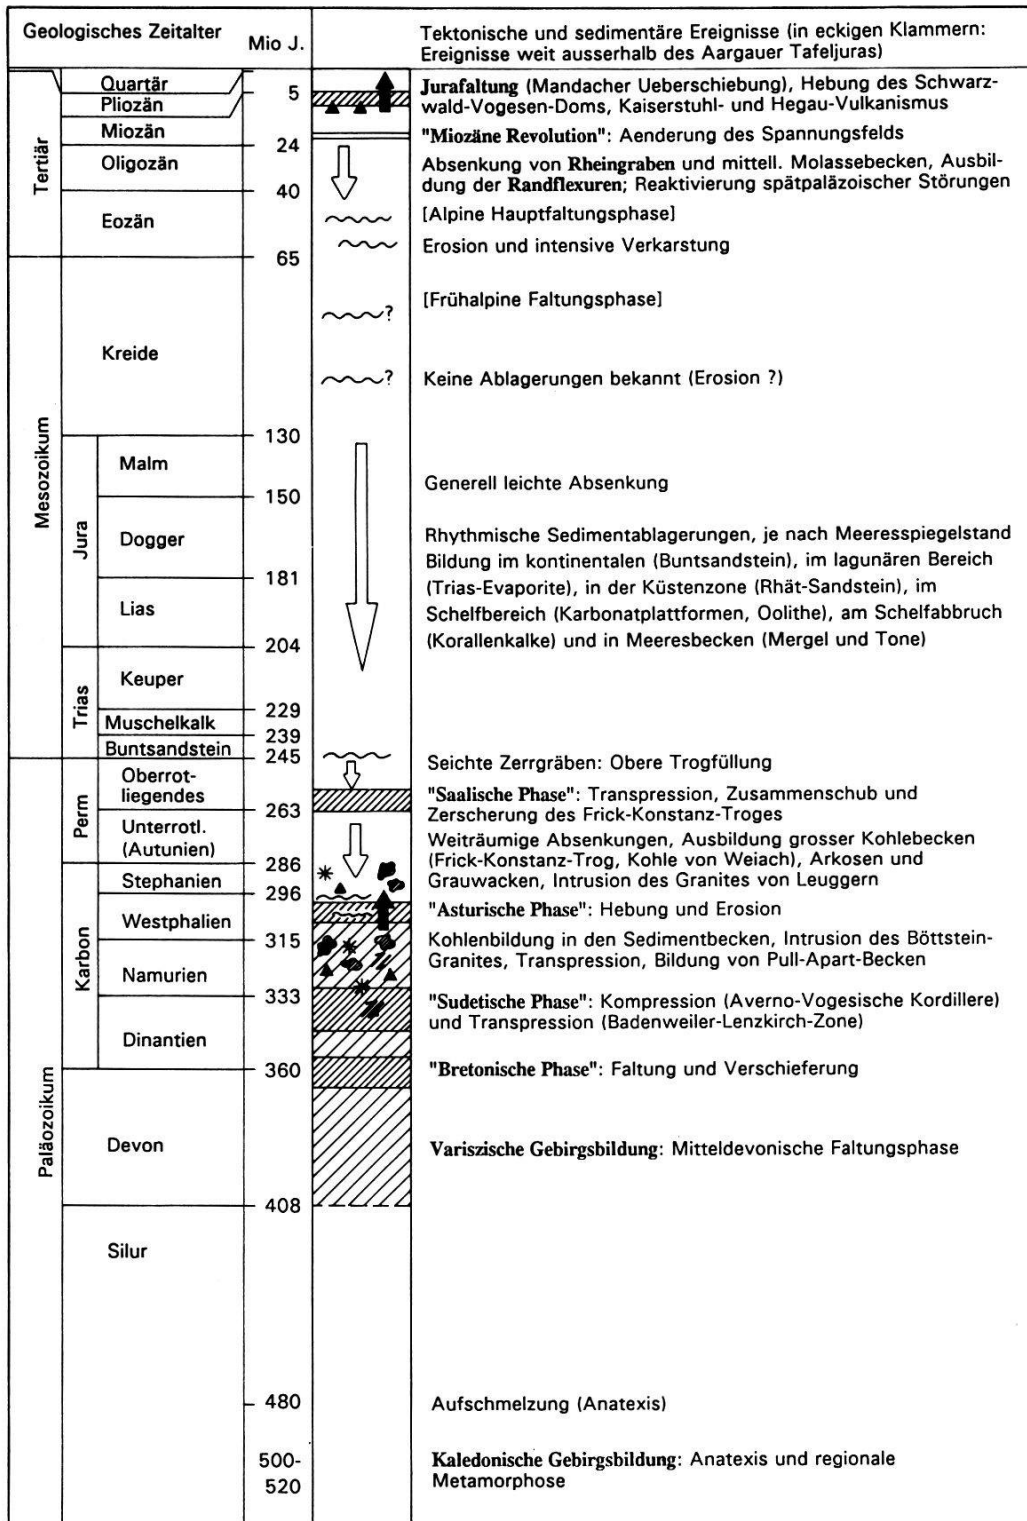 Geologisches Zeitalter
Mio J.
Tektonische und sedimentäre Ereignisse (in eckigen Klammern:
Ereignisse weit ausserhalb des Aargauer Tafeljuras)
Tertiär
Quartär
Pliozän
5
Miozän
24
Oligozän
40
Eozän
65
Jurafaltung (Mandacher Ueberschiebung), Hebung des Schwarz-
wald-Vogesen-Doms, Kaiserstuhl- und Hegau-Vulkanismus
"Miozäne Revolution": Aenderung des Spannungsfelds
Absenkung von Rheingraben und mittell. Molassebecken, Ausbil-
dung der Randflexuren; Reaktivierung spätpaläzoischer Störungen
[Alpine Hauptfaltungsphase]
Erosion und intensive Verkarstung
Mesozoikum
Kreide
?
[Frühalpine Faltungsphase]
?
Keine Ablagerungen bekannt (Erosion ?)
130
Jura
Malm
150
Dogger
181
Lias
204
Generell leichte Absenkung
Rhythmische Sedimentablagerungen, je nach Meeresspiegelstand
Bildung im kontinentalen (Buntsandstein), im lagunären Bereich
(Trias-Evaporite), in der Küstenzone (Rhät-Sandstein), im
Schelfbereich (Karbonatplattformen, Oolithe), am Schelfabbruch
(Korallenkalke) und in Meeresbecken (Mergel und Tone)
Trias
Keuper
229
Muschelkalk
239
Buntsandstein
245
Paläozoikum
Perm
Oberrot-
liegendes
263
Unterrotl.
(Autunien)
286
Seichte Zerrgräben: Obere Trogfüllung
"Saalische Phase": Transpression, Zusammenschub und
Zerscherung des Frick-Konstanz-Troges
Weiträumige Absenkungen, Ausbildung grosser Kohlebecken
(Frick-Konstanz-Trog, Kohle von Weiach), Arkosen und
Grauwacken, Intrusion des Granites von Leuggern
Karbon
Stephanien
296
Westphalien
315
Namurien
333
Dinantien
360
"Asturische Phase": Hebung und Erosion
Kohlenbildung in den Sedimentbecken, Intrusion des Böttstein-
Granites, Transpression, Bildung von Pull-Apart-Becken
"Sudetische Phase": Kompression (Averno-Vogesische Kordillere)
und Transpression (Badenweiler-Lenzkirch-Zone)
"Bretonische Phase": Faltung und Verschieferung
Devon
Variszische Gebirgsbildung: Mitteldevonische Faltungsphase
408
Silur
480
Aufschmelzung (Anatexis)
500-
520
Kaledonische Gebirgsbildung: Anatexis und regionale
Metamorphose